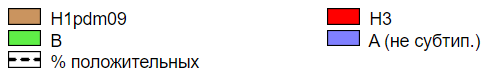 H1pdm09 H3
B A (не субтип.)
% положительных